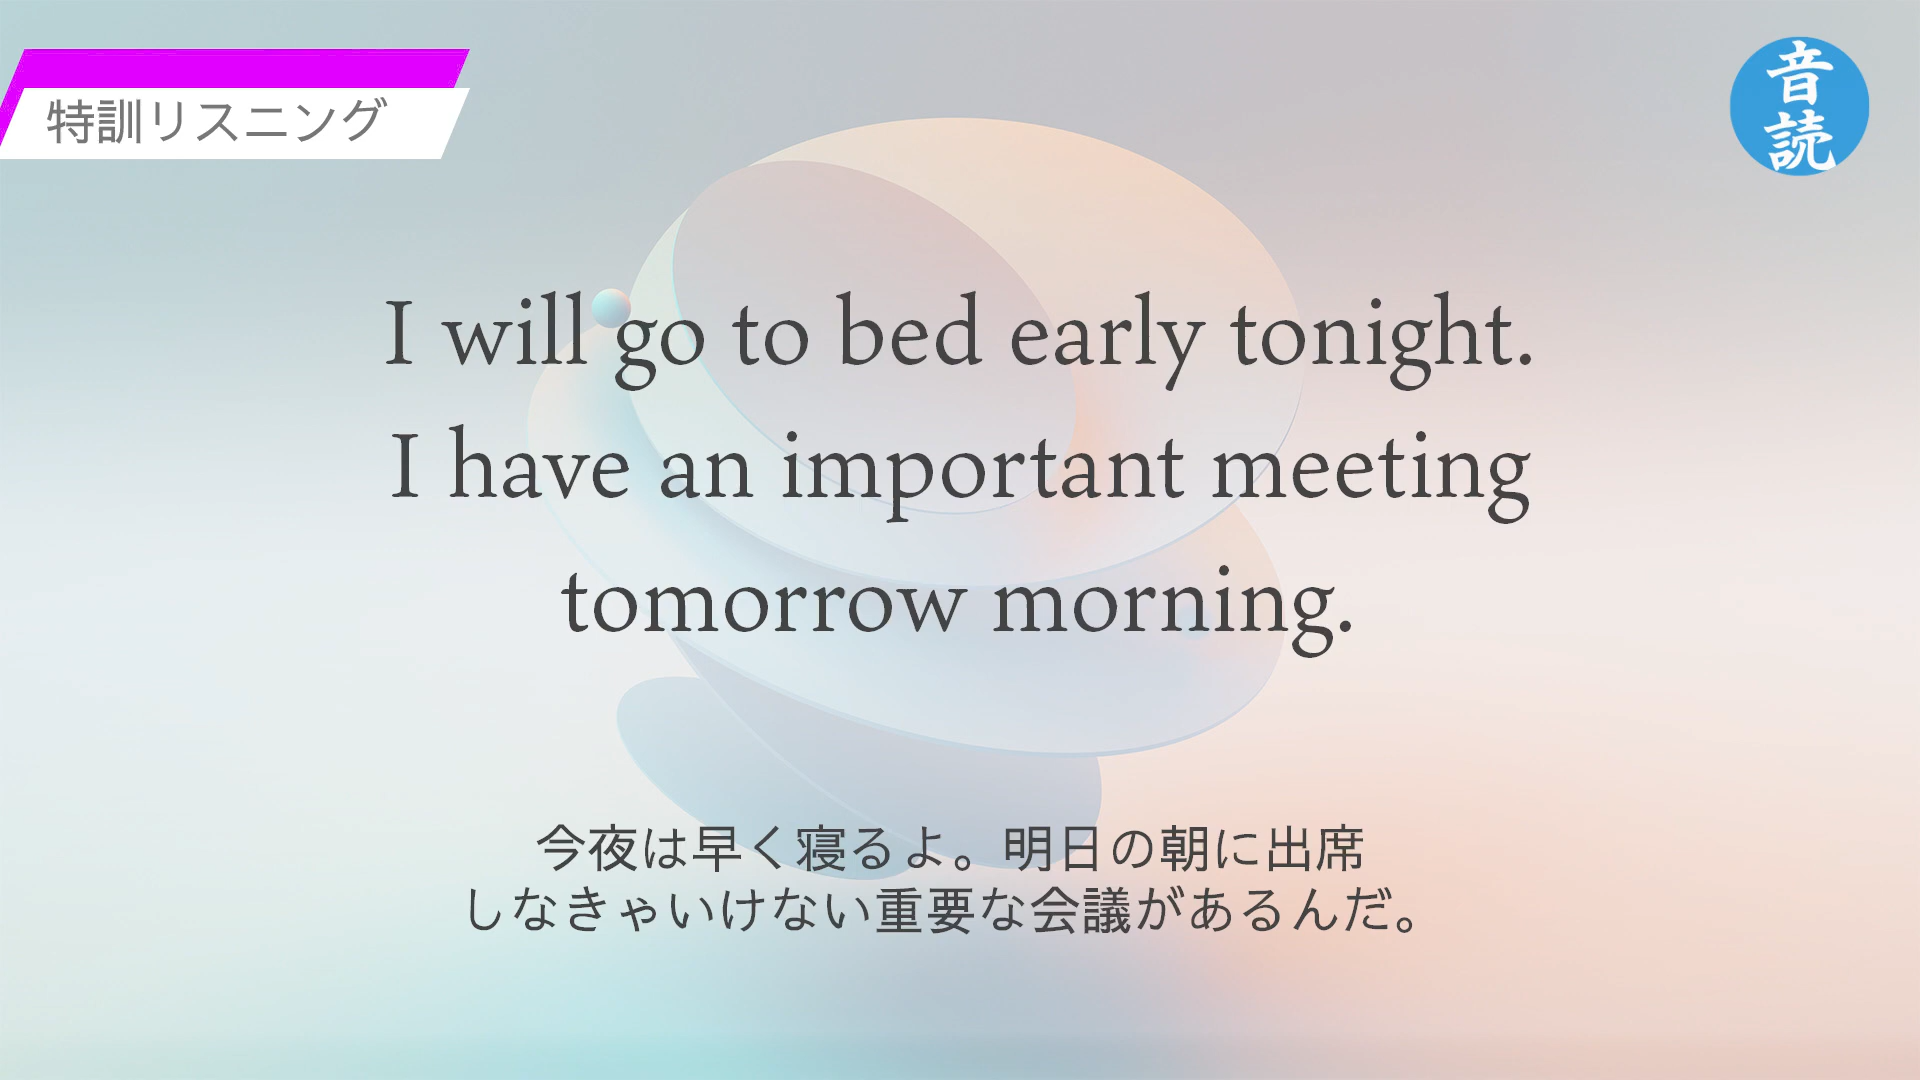 特訓リスニング
音読
I will go to bed early tonight.
I have an important meeting
tomorrow morning.
今夜は早く寝るよ。明日の朝に出席
しなきゃいけない重要な会議があるんだ。